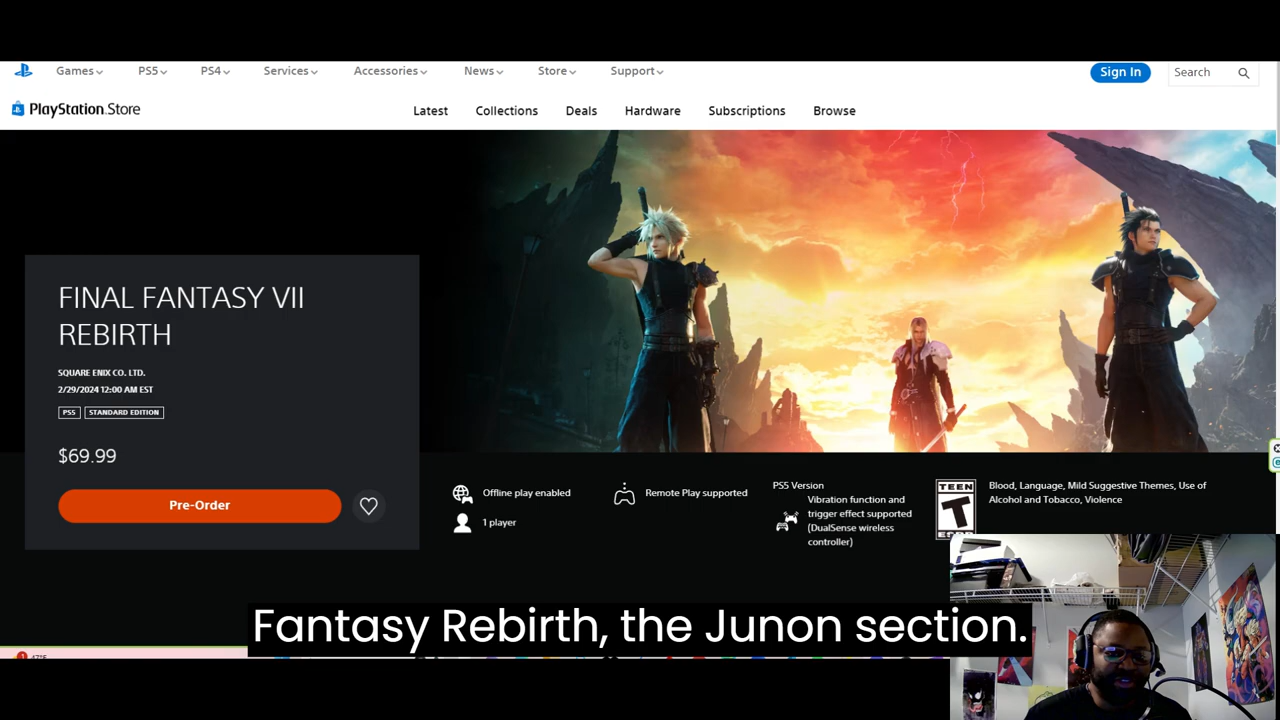 Games
PS5
PS4
Services
Accessories
News
Store
Support
Sign In
Search
PlayStation.Store
Latest
Collections
Deals
Hardware
Subscriptions
Browse
FINAL FANTASY VII
REBIRTH
SQUARE ENIX CO. LTD.
2/29/2024 12:00 AM EST
PS5
STANDARD EDITION
$69.99
Pre-Order
Offline play enabled
1 player
Remote Play supported
PS5 Version
Vibration function and
trigger effect supported
(DualSense wireless
controller)
TEEN
T
ESRB
Blood, Language, Mild Suggestive Themes, Use of
Alcohol and Tobacco, Violence
Fantasy Rebirth, the Junon section.
47°F